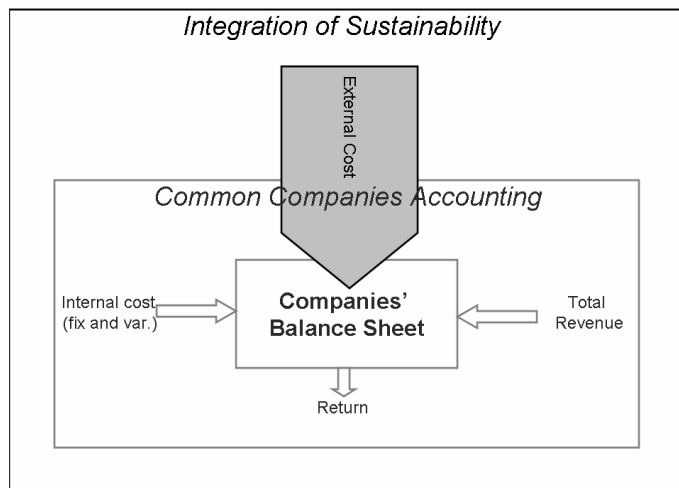 Integration of Sustainability
External Cost
Common Companies Accounting
Internal cost
(fix and var.)
Companies’
Balance Sheet
Total
Revenue
Return